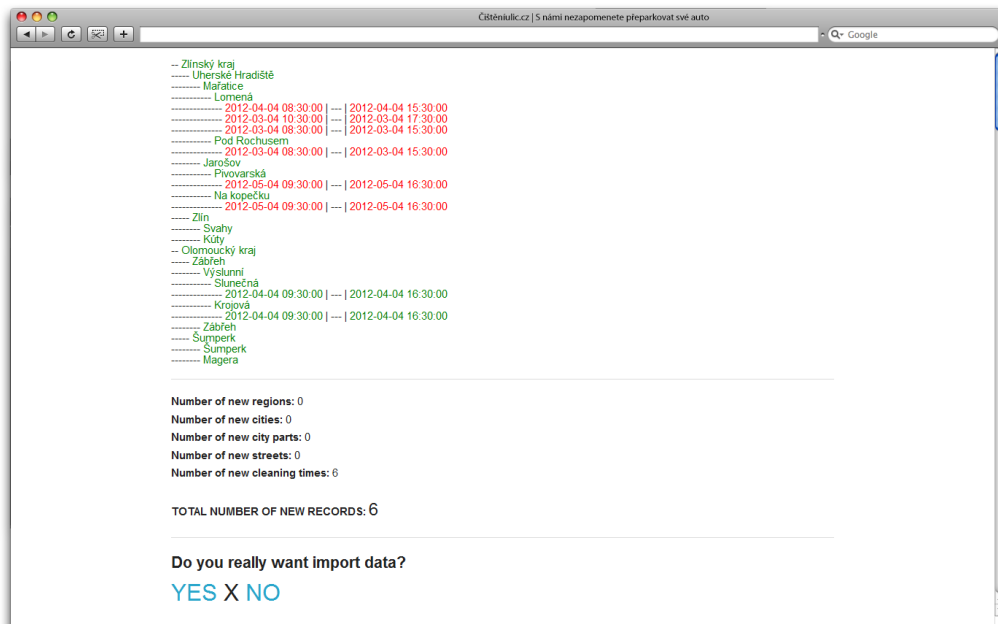 Čištěníulic.cz | S námi nezapomenete přeparkovat své auto
Google
-- Zlínský kraj
----- Uherské Hradiště
-------- Mařatice
----------- Lomená
-------------- 2012-04-04 08:30:00 | --- | 2012-04-04 15:30:00
-------------- 2012-03-04 10:30:00 | --- | 2012-03-04 17:30:00
-------------- 2012-03-04 08:30:00 | --- | 2012-03-04 15:30:00
----------- Pod Rochusem
-------------- 2012-03-04 08:30:00 | --- | 2012-03-04 15:30:00
-------- Jarošov
----------- Pivovarská
-------------- 2012-05-04 09:30:00 | --- | 2012-05-04 16:30:00
----------- Na kopečku
-------------- 2012-05-04 09:30:00 | --- | 2012-05-04 16:30:00
----- Zlín
-------- Svahy
-------- Kúty
-- Olomoucký kraj
----- Zábřeh
-------- Výslunní
----------- Slunečná
-------------- 2012-04-04 09:30:00 | --- | 2012-04-04 16:30:00
----------- Krojová
-------------- 2012-04-04 09:30:00 | --- | 2012-04-04 16:30:00
-------- Zábřeh
----- Šumperk
-------- Šumperk
-------- Magera
Number of new regions: 0
Number of new cities: 0
Number of new city parts: 0
Number of new streets: 0
Number of new cleaning times: 6
TOTAL NUMBER OF NEW RECORDS: 6
Do you really want import data?
YES X NO